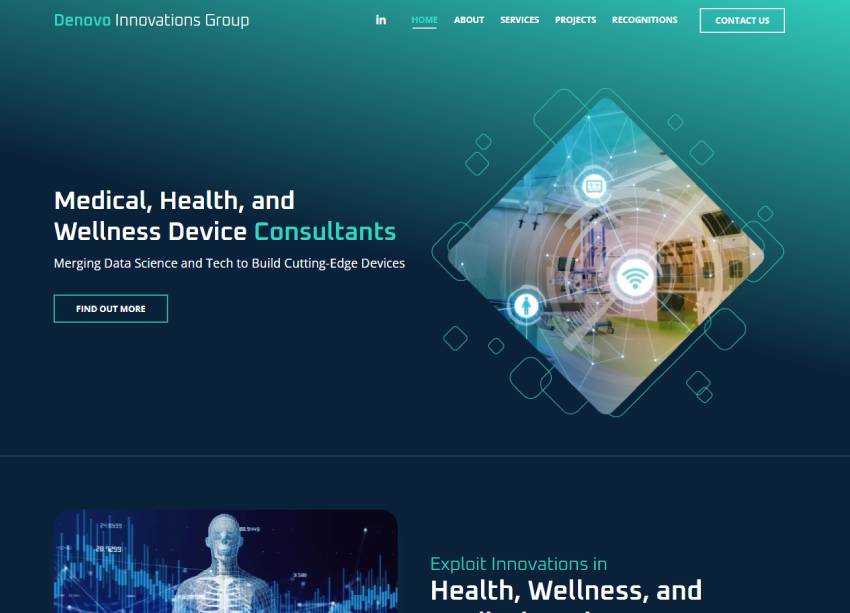 Denovo Innovations Group
in
HOME
ABOUT
SERVICES
PROJECTS
RECOGNITIONS
CONTACT US
Medical, Health, and
Wellness Device Consultants
Merging Data Science and Tech to Build Cutting-Edge Devices
FIND OUT MORE
Exploit Innovations in
Health, Wellness, and